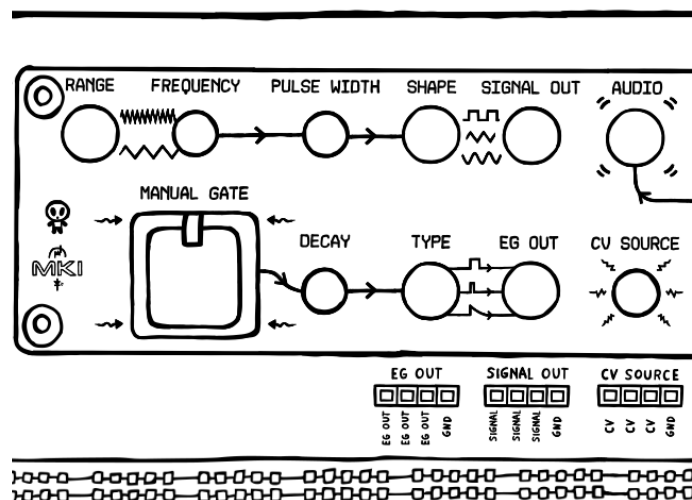 RANGE FREQUENCY PULSE WIDTH SHAPE SIGNAL OUT AUDIO
MANUAL GATE
DECAY TYPE EG OUT CV SOURCE
MKI
EG OUT SIGNAL OUT CV SOURCE
EG OUT EG OUT EG OUT GND SIGNAL SIGNAL SIGNAL GND CV CV CV GND